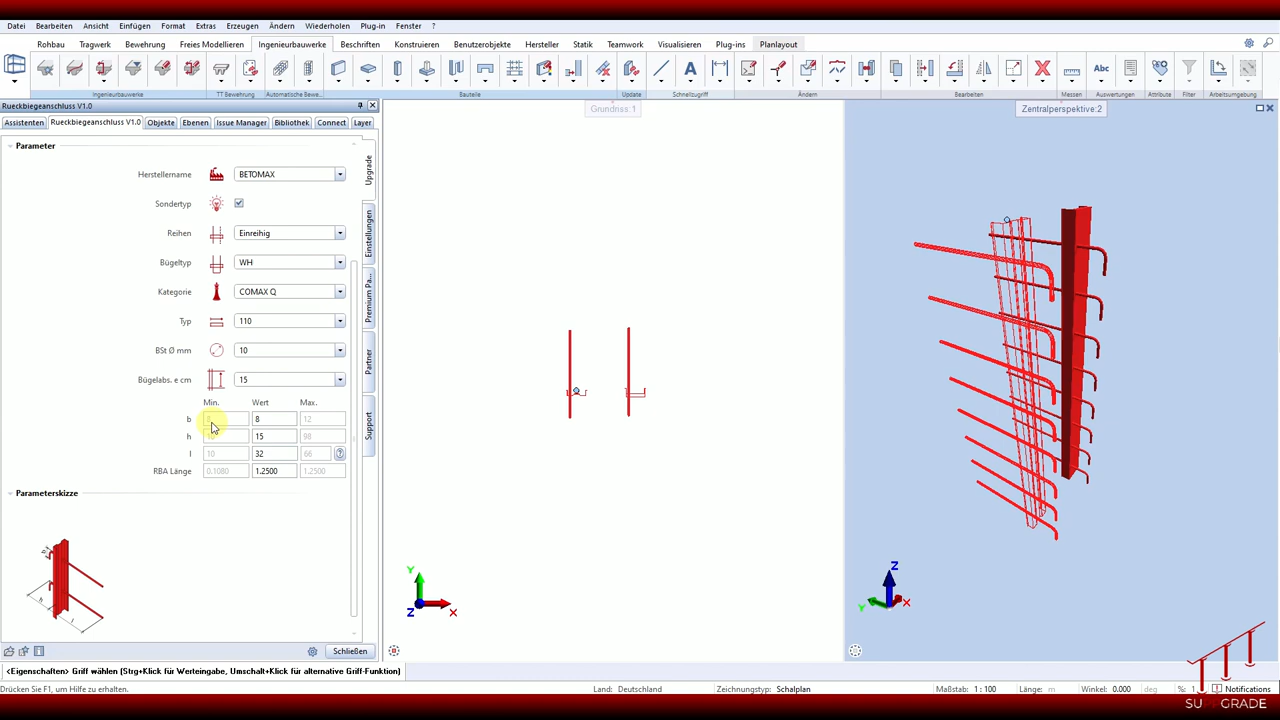 Datei Bearbeiten Ansicht Einfügen Format Extras Erzeugen Ändern Wiederholen Plug-in Fenster ?
Rohbau Tragwerk Bewehrung Freies Modellieren Ingenieurbauwerke Beschriften Konstruieren Benutzerobjekte Hersteller Statik Teamwork Visualisieren Plug-ins Planlayout
Ingenieurbauwerke TT Bewehrung Automatische Bewe... Bauteile Update Schnellzugriff Ändern Bearbeiten Messen Auswertungen Attribute Filter Arbeitsumgebung
Rueckbiegeanschluss V1.0
Grundriss:1
Zentralperspektive:2
Assistenten Rueckbiegeanschluss V1.0 Objekte Ebenen Issue Manager Bibliothek Connect Layer
Parameter
Herstellername BETOMAX
Sondertyp
Reihen Einreihig
Bügeltyp WH
Kategorie COMAX Q
Typ 110
BSt Ø mm 10
Bügelabs. e cm 15
Min. Wert Max.
b 8 12
h 15 98
l 10 32 66 ?
RBA Länge 0.1080 1.2500 1.2500
Parameterskizze
Upgrade
Einstellungen
Premium Pa...
Partner
Support
h
l
Y
X
Z
Z
Y
X
Schließen
<Eigenschaften> Griff wählen (Strg+Klick für Werteingabe, Umschalt+Klick für alternative Griff-Funktion)
Drücken Sie F1, um Hilfe zu erhalten. Land: Deutschland Zeichnungstyp: Schalplan Maßstab: 1 : 100 Länge: m Winkel: 0.000 deg %: 1 Notifications
SUPPGRADE